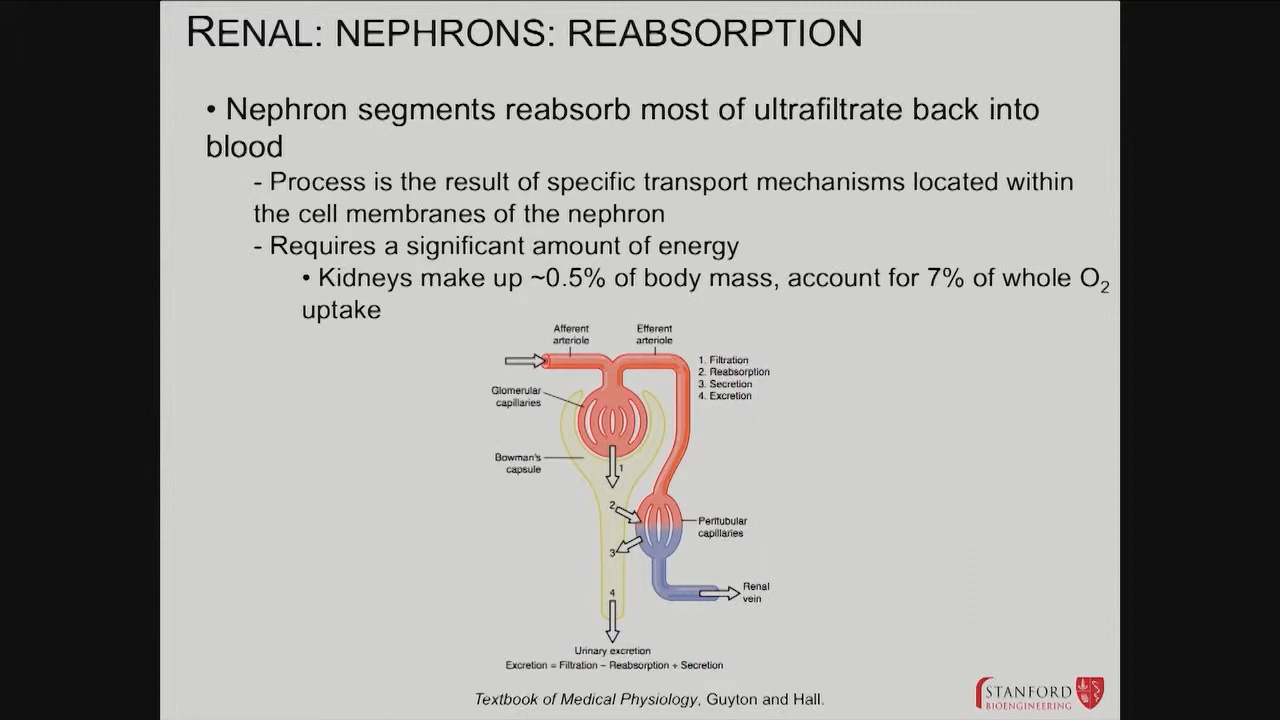 RENAL: NEPHRONS: REABSORPTION
• Nephron segments reabsorb most of ultrafiltrate back into
blood
- Process is the result of specific transport mechanisms located within
the cell membranes of the nephron
- Requires a significant amount of energy
• Kidneys make up ~0.5% of body mass, account for 7% of whole O₂
uptake
Afferent
arteriole
Efferent
arteriole
1. Filtration
2. Reabsorption
3. Secretion
4. Excretion
Glomerular
capillaries
Bowman's
capsule
1
2
3
4
Peritubular
capillaries
Renal
vein
Urinary excretion
Excretion = Filtration – Reabsorption + Secretion
Textbook of Medical Physiology, Guyton and Hall.
STANFORD
BIOENGINEERING